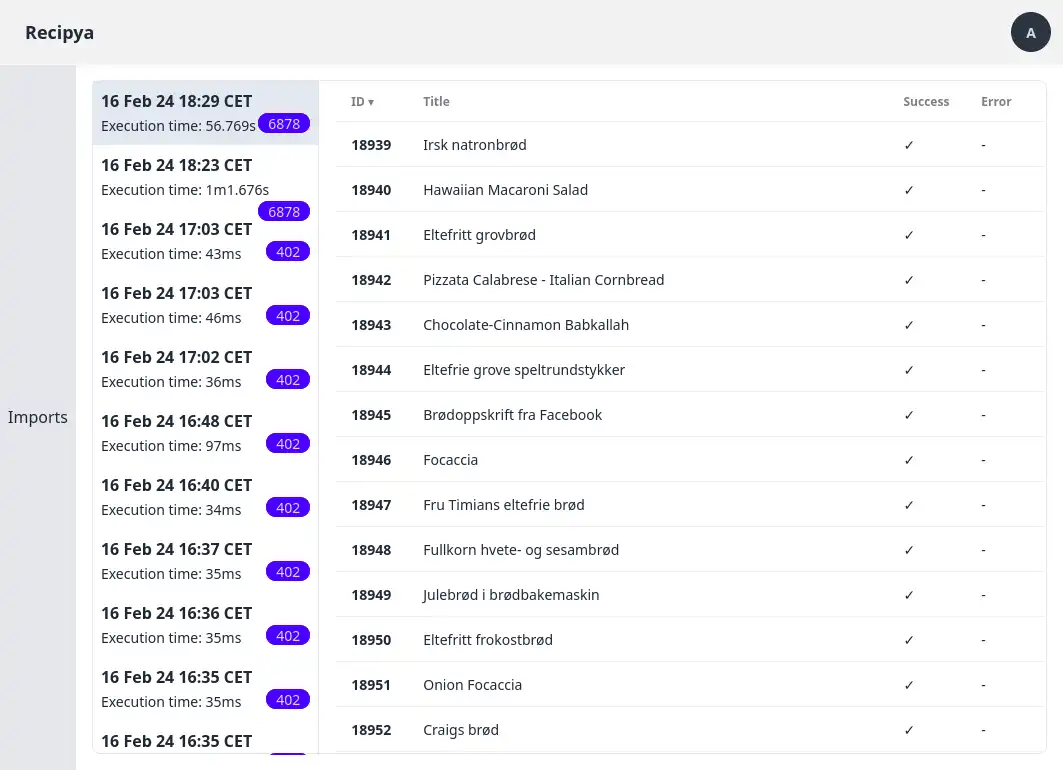 Recipya
A
Imports
16 Feb 24 18:29 CET
Execution time: 56.769s 6878
16 Feb 24 18:23 CET
Execution time: 1m1.676s
6878
16 Feb 24 17:03 CET
Execution time: 43ms 402
16 Feb 24 17:03 CET
Execution time: 46ms 402
16 Feb 24 17:02 CET
Execution time: 36ms 402
16 Feb 24 16:48 CET
Execution time: 97ms 402
16 Feb 24 16:40 CET
Execution time: 34ms 402
16 Feb 24 16:37 CET
Execution time: 35ms 402
16 Feb 24 16:36 CET
Execution time: 35ms 402
16 Feb 24 16:35 CET
Execution time: 35ms 402
16 Feb 24 16:35 CET
ID ▾ Title Success Error
18939 Irsk natronbrød ✓ -
18940 Hawaiian Macaroni Salad ✓ -
18941 Eltefritt grovbrød ✓ -
18942 Pizzata Calabrese - Italian Cornbread ✓ -
18943 Chocolate-Cinnamon Babkallah ✓ -
18944 Eltefrie grove speltrundstykker ✓ -
18945 Brødoppskrift fra Facebook ✓ -
18946 Focaccia ✓ -
18947 Fru Timians eltefrie brød ✓ -
18948 Fullkorn hvete- og sesambrød ✓ -
18949 Julebrød i brødbakemaskin ✓ -
18950 Eltefritt frokostbrød ✓ -
18951 Onion Focaccia ✓ -
18952 Craigs brød ✓ -